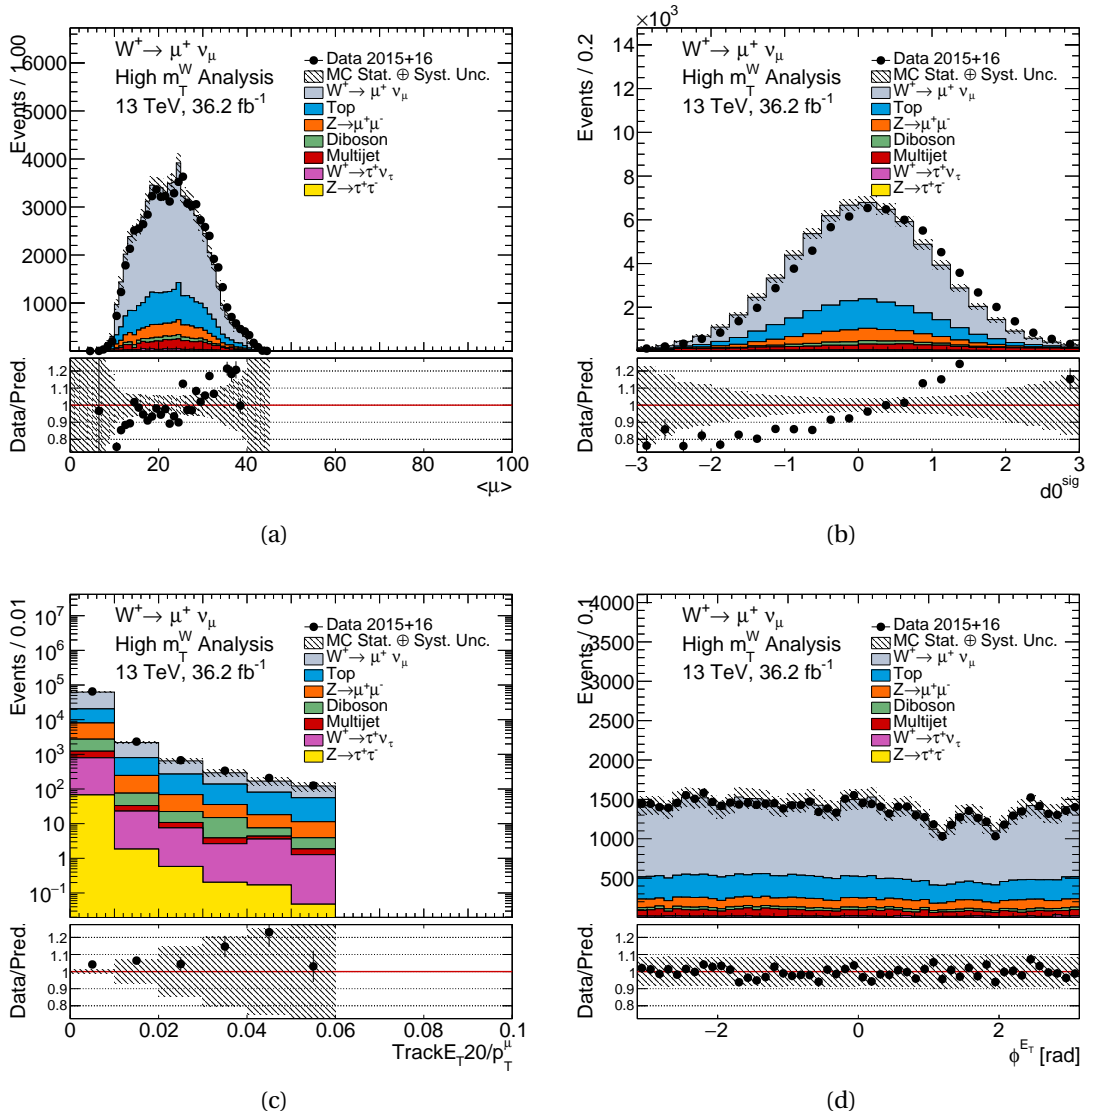 Events / 1.00
6000
5000
4000
3000
2000
1000
W⁺→ μ⁺ ν_μ
High m_T^W Analysis
13 TeV, 36.2 fb⁻¹
Data 2015+16
MC Stat. ⊕ Syst. Unc.
W⁺→ μ⁺ ν_μ
Top
Z→μ⁺μ⁻
Diboson
Multijet
W⁺→τ⁺ν_τ
Z→τ⁺τ⁻
Data/Pred.
1.2
1.1
1
0.9
0.8
0 20 40 60 80 100
<μ>
(a)
×10³
Events / 0.2
14
12
10
8
6
4
2
W⁺→ μ⁺ ν_μ
High m_T^W Analysis
13 TeV, 36.2 fb⁻¹
Data 2015+16
MC Stat. ⊕ Syst. Unc.
W⁺→ μ⁺ ν_μ
Top
Z→μ⁺μ⁻
Diboson
Multijet
W⁺→τ⁺ν_τ
Z→τ⁺τ⁻
Data/Pred.
1.2
1.1
1
0.9
0.8
−3 −2 −1 0 1 2 3
d0^sig
(b)
Events / 0.01
10⁷
10⁶
10⁵
10⁴
10³
10²
10
1
10⁻¹
W⁺→ μ⁺ ν_μ
High m_T^W Analysis
13 TeV, 36.2 fb⁻¹
Data 2015+16
MC Stat. ⊕ Syst. Unc.
W⁺→ μ⁺ ν_μ
Top
Z→μ⁺μ⁻
Diboson
Multijet
W⁺→τ⁺ν_τ
Z→τ⁺τ⁻
Data/Pred.
1.2
1.1
1
0.9
0.8
0 0.02 0.04 0.06 0.08 0.1
TrackE_T20/p_T^μ
(c)
Events / 0.1
4000
3500
3000
2500
2000
1500
1000
500
W⁺→ μ⁺ ν_μ
High m_T^W Analysis
13 TeV, 36.2 fb⁻¹
Data 2015+16
MC Stat. ⊕ Syst. Unc.
W⁺→ μ⁺ ν_μ
Top
Z→μ⁺μ⁻
Diboson
Multijet
W⁺→τ⁺ν_τ
Z→τ⁺τ⁻
Data/Pred.
1.2
1.1
1
0.9
0.8
−2 0 2
ϕ^E_T [rad]
(d)